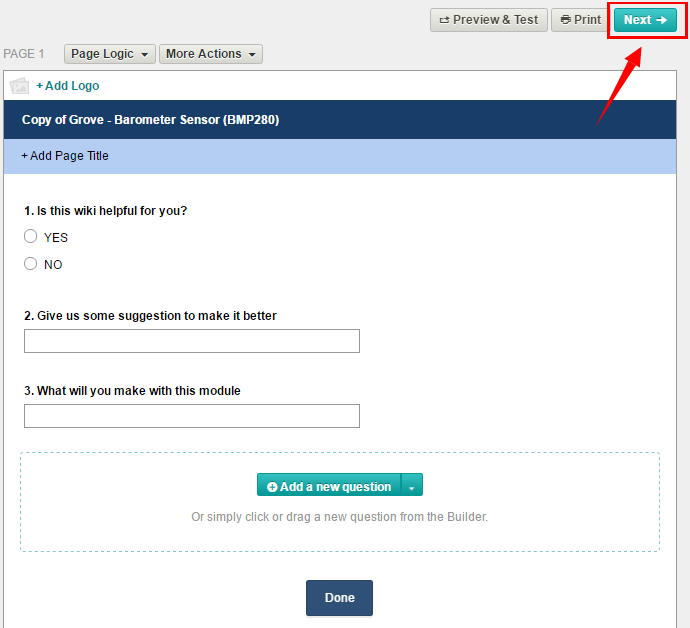 Preview & Test Print Next
PAGE 1 Page Logic More Actions
+ Add Logo
Copy of Grove - Barometer Sensor (BMP280)
+ Add Page Title
1. Is this wiki helpful for you?
YES
NO
2. Give us some suggestion to make it better
3. What will you make with this module
Add a new question
Or simply click or drag a new question from the Builder.
Done